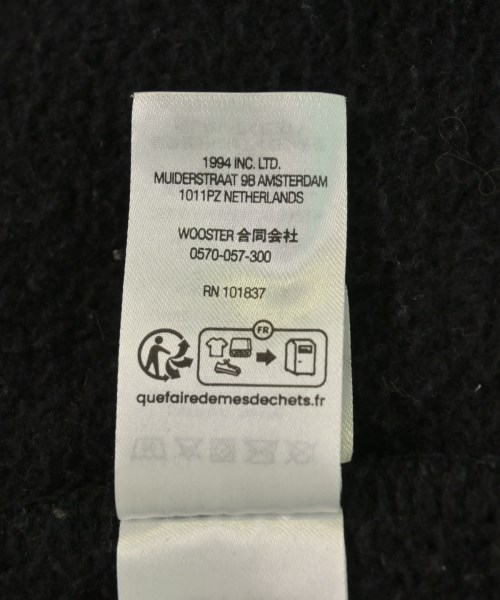 1994 INC. LTD.
MUIDERSTRAAT 9B AMSTERDAM
1011PZ NETHERLANDS
WOOSTER 合同会社
0570-057-300
RN 101837
FR
quefairedemesdechets.fr